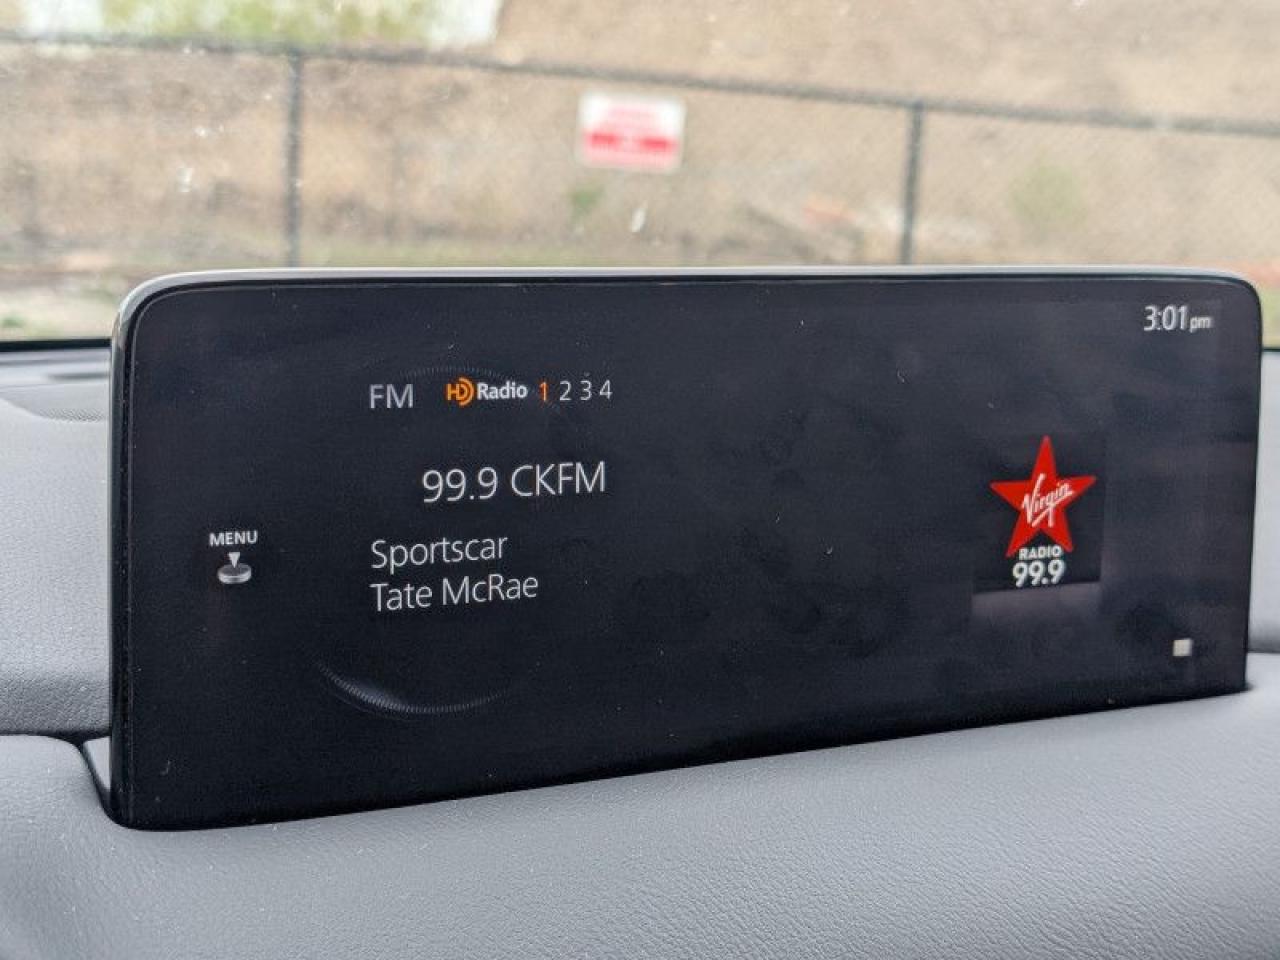 3:01 pm
FM HD Radio 1 2 3 4
99.9 CKFM
MENU
Sportscar
Tate McRae
Virgin
RADIO
99.9